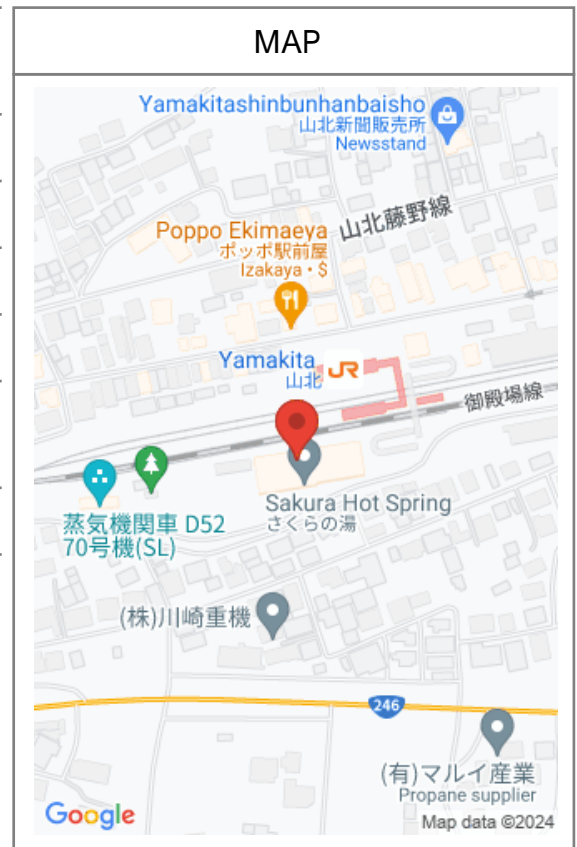 MAP
Yamakitashinbunhanbaisho
山北新聞販売所
Newsstand
山北藤野線
Poppo Ekimaeya
ポッポ駅前屋
Izakaya・$
Yamakita
山北
JR
御殿場線
Sakura Hot Spring
さくらの湯
蒸気機関車 D52
70号機(SL)
(株)川崎重機
246
(有)マルイ産業
Propane supplier
Google
Map data ©2024